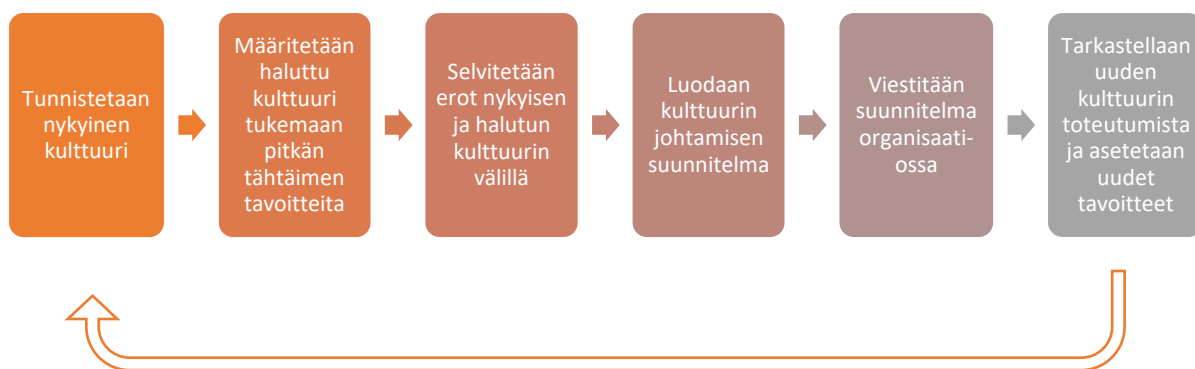 Tunnistetaan
nykyinen
kulttuuri
Määritetään
haluttu
kulttuuri
tukemaan
pitkän
tähtäimen
tavoitteita
Selvitetään
erot nykyisen
ja halutun
kulttuurin
välillä
Luodaan
kulttuurin
johtamisen
suunnitelma
Viestitään
suunnitelma
organisaati-
ossa
Tarkastellaan
uuden
kulttuurin
toteutumista
ja asetetaan
uudet
tavoitteet